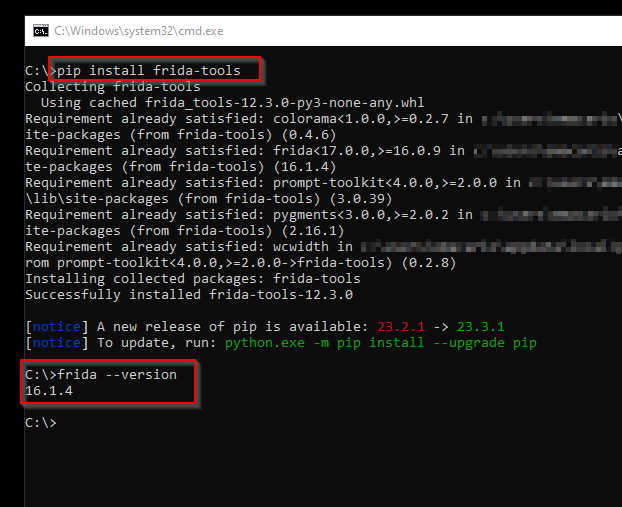 C:\Windows\system32\cmd.exe
C:\>pip install frida-tools
Collecting frida-tools
  Using cached frida_tools-12.3.0-py3-none-any.whl
Requirement already satisfied: colorama<1.0.0,>=0.2.7 in
ite-packages (from frida-tools) (0.4.6)
Requirement already satisfied: frida<17.0.0,>=16.0.9 in
te-packages (from frida-tools) (16.1.4)
Requirement already satisfied: prompt-toolkit<4.0.0,>=2.0.0 in
\lib\site-packages (from frida-tools) (3.0.39)
Requirement already satisfied: pygments<3.0.0,>=2.0.2 in
ite-packages (from frida-tools) (2.16.1)
Requirement already satisfied: wcwidth in
rom prompt-toolkit<4.0.0,>=2.0.0->frida-tools) (0.2.8)
Installing collected packages: frida-tools
Successfully installed frida-tools-12.3.0
[notice] A new release of pip is available: 23.2.1 -> 23.3.1
[notice] To update, run: python.exe -m pip install --upgrade pip
C:\>frida --version
16.1.4
C:\>